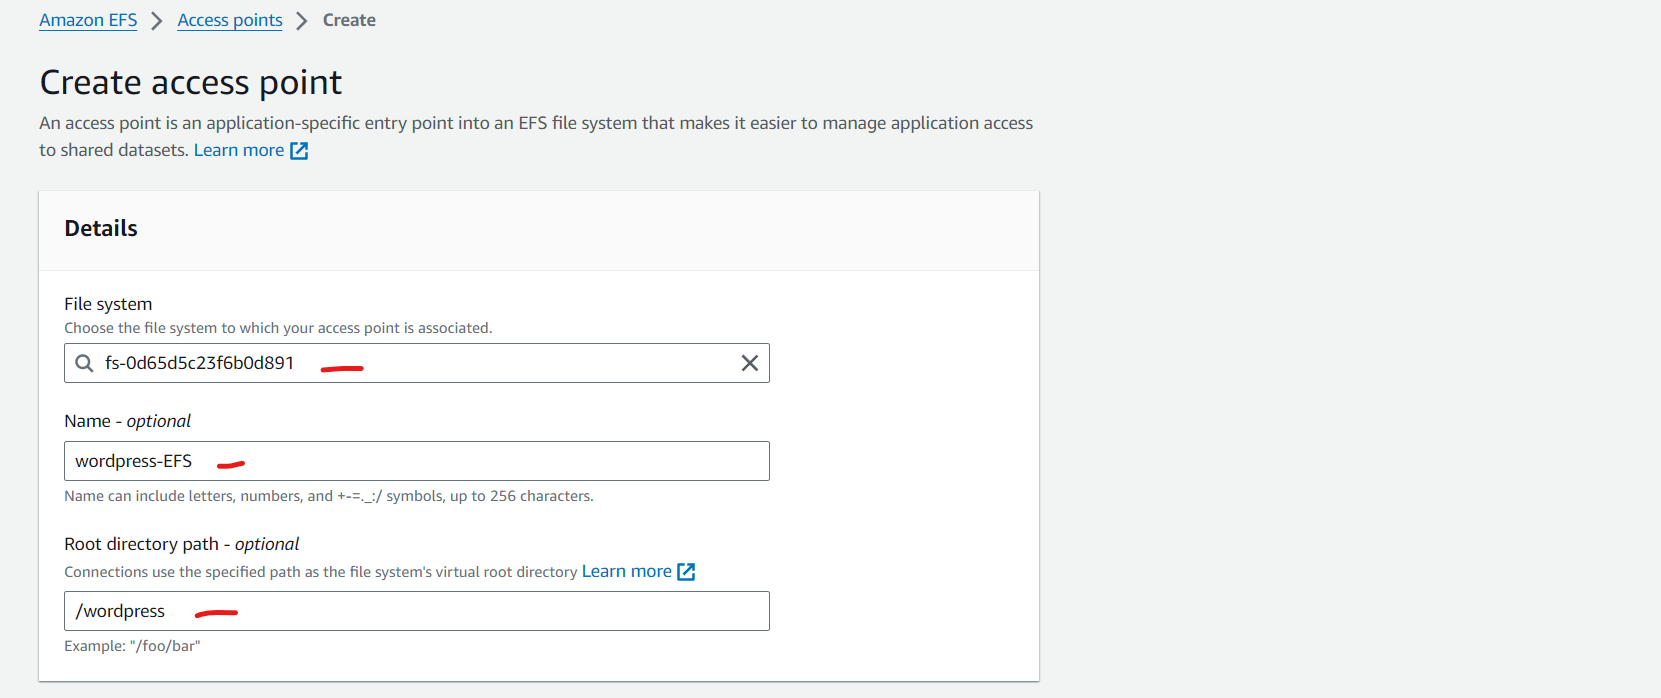 Amazon EFS > Access points > Create
Create access point
An access point is an application-specific entry point into an EFS file system that makes it easier to manage application access
to shared datasets. Learn more
Details
File system
Choose the file system to which your access point is associated.
fs-0d65d5c23f6b0d891
Name - optional
wordpress-EFS
Name can include letters, numbers, and +-=._:/ symbols, up to 256 characters.
Root directory path - optional
Connections use the specified path as the file system's virtual root directory Learn more
/wordpress
Example: "/foo/bar"